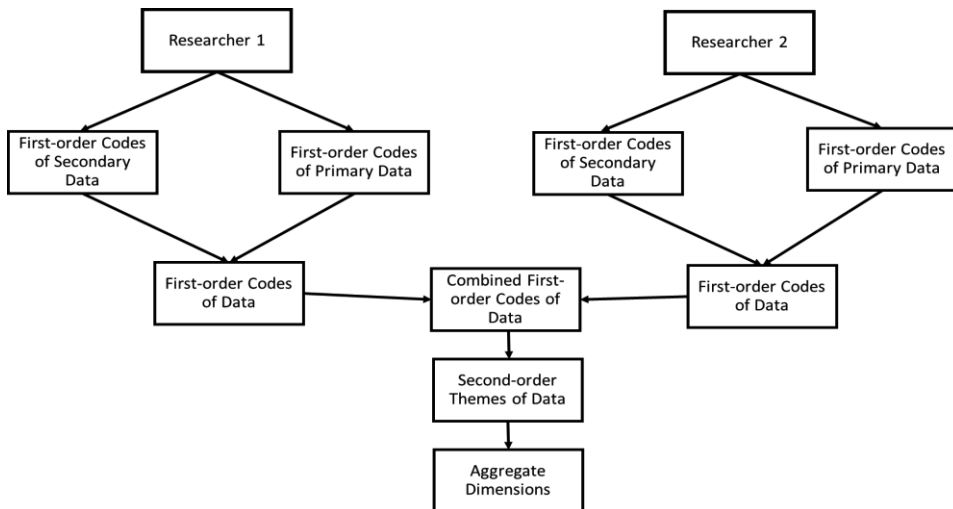 Researcher 1
Researcher 2
First-order Codes
of Secondary
Data
First-order Codes
of Primary Data
First-order Codes
of Secondary
Data
First-order Codes
of Primary Data
First-order Codes
of Data
Combined First-
order Codes of
Data
First-order Codes
of Data
Second-order
Themes of Data
Aggregate
Dimensions